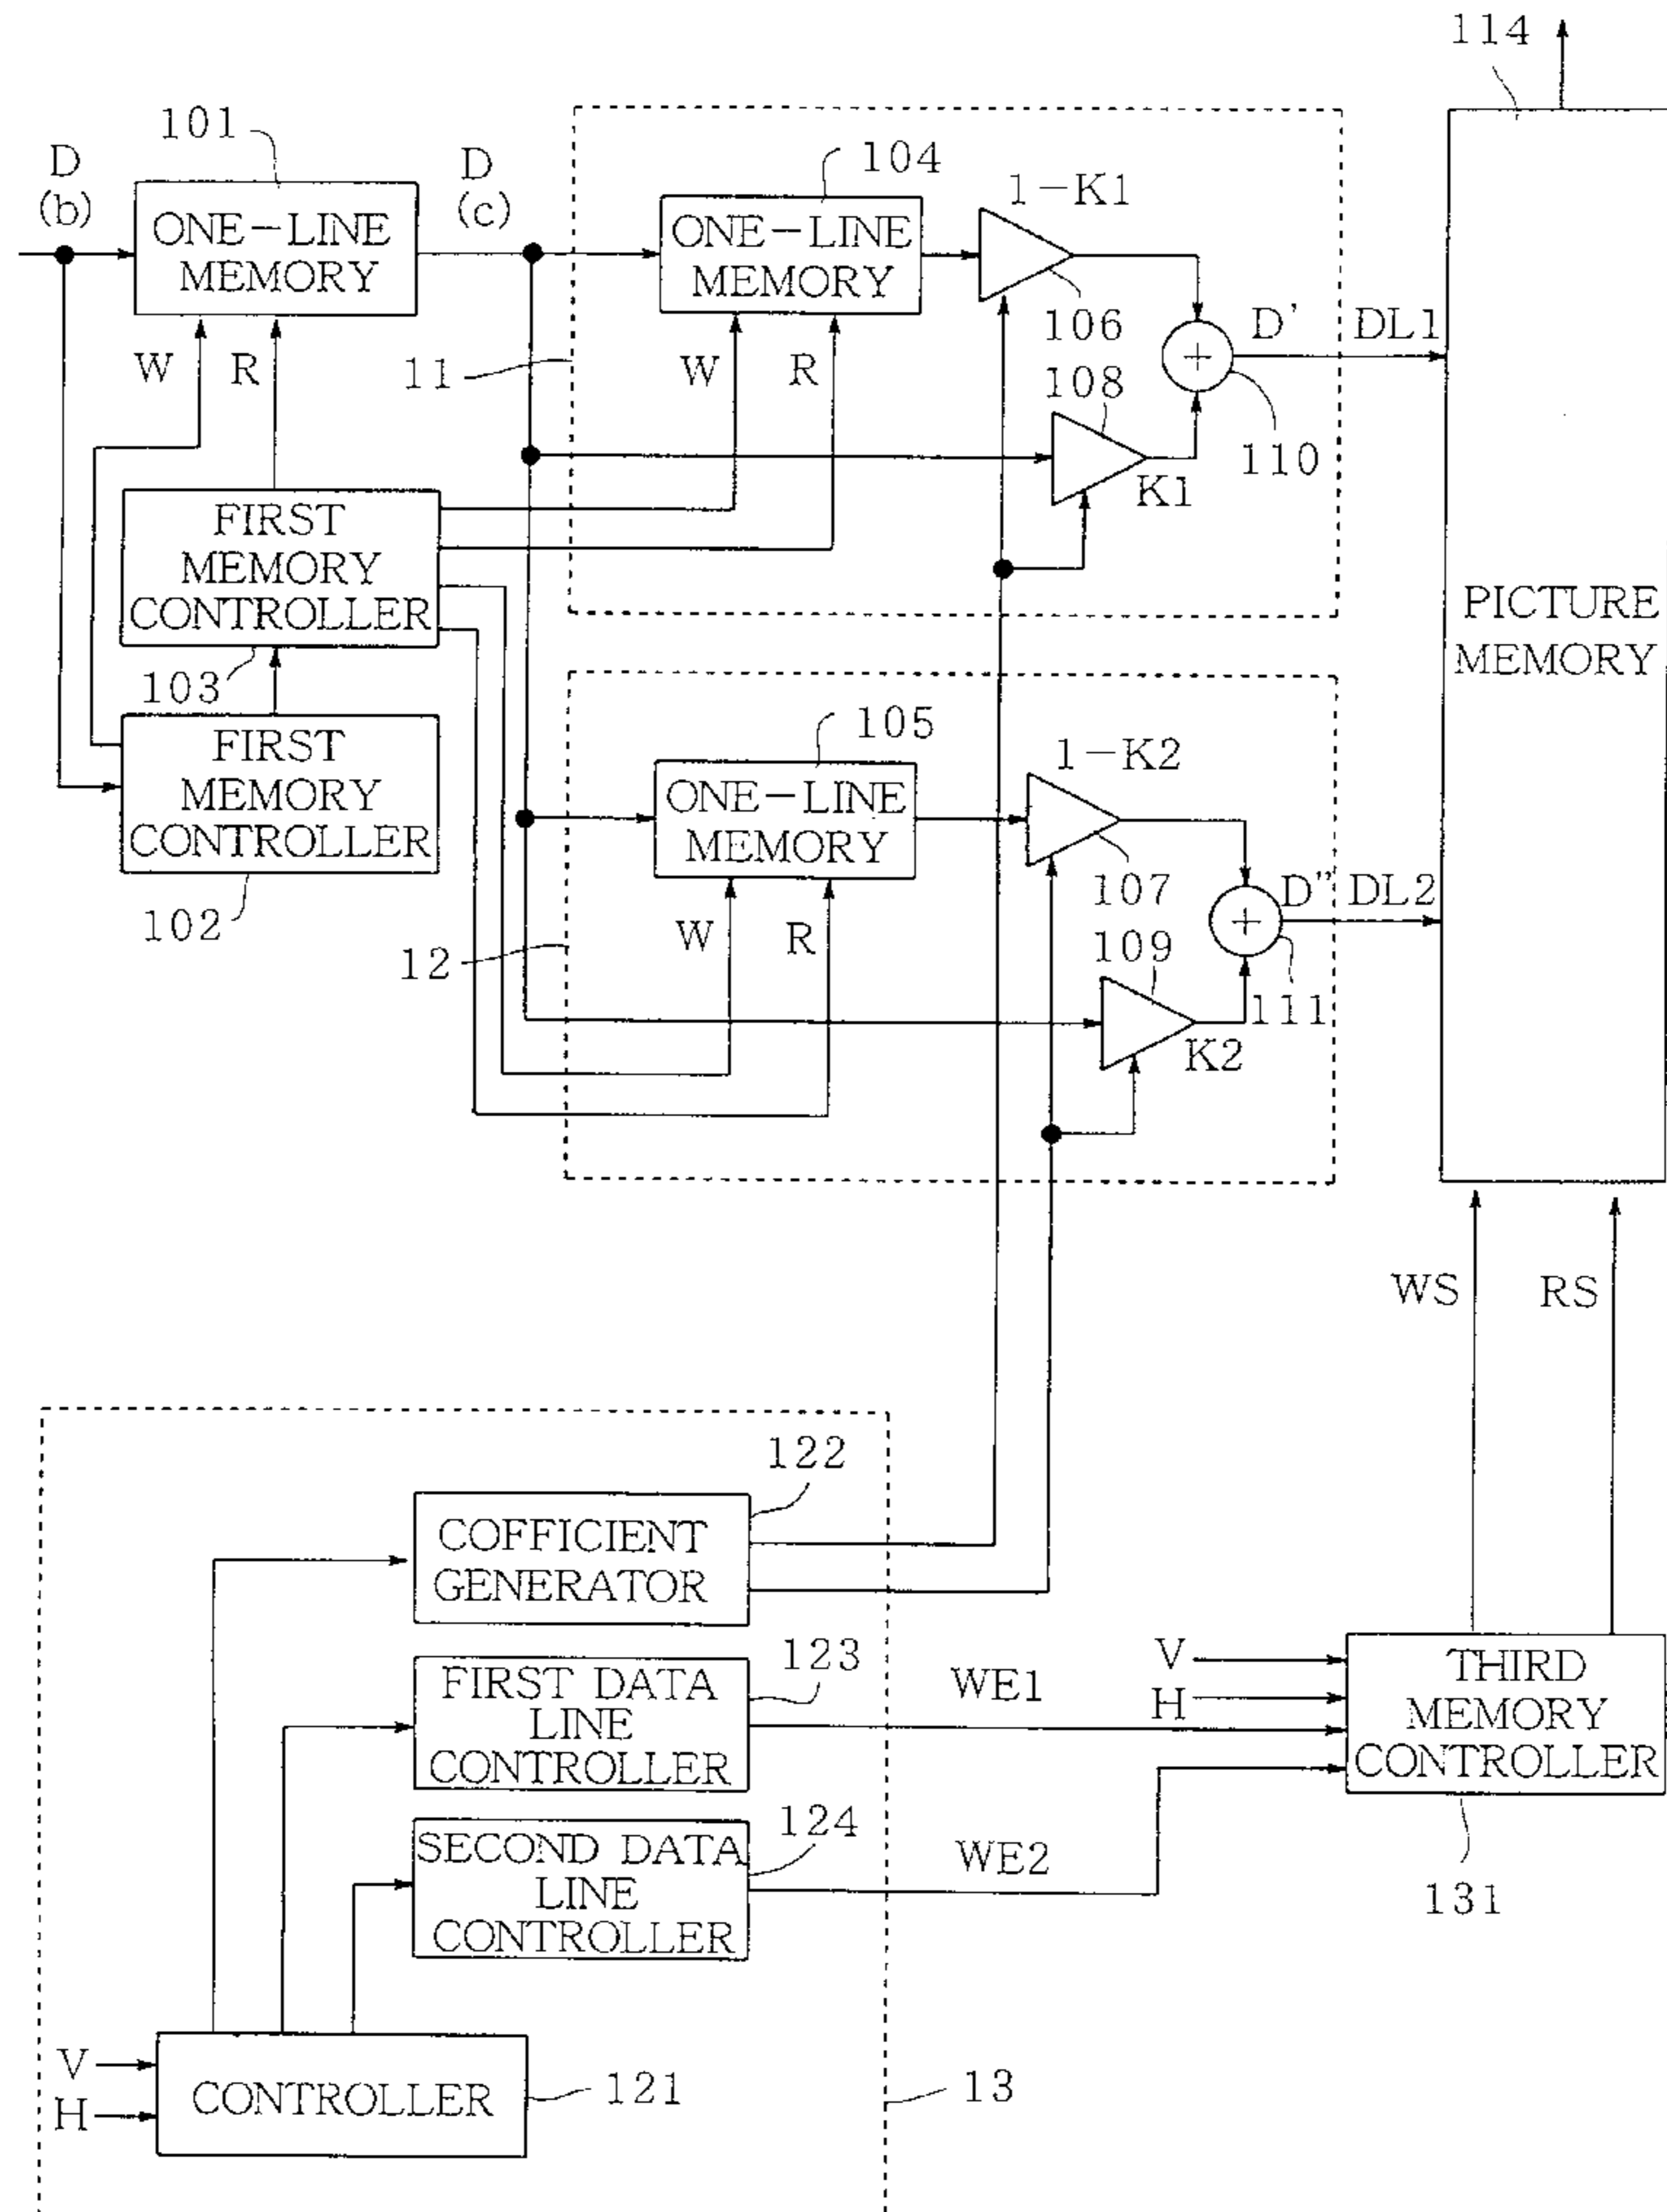 114
101
D
(b)
ONE-LINE
MEMORY
D
(c)
104
ONE-LINE
MEMORY
1-K1
106
W
R
11
W
R
108
K1
110
D'
DL1
FIRST
MEMORY
CONTROLLER
103
PICTURE
MEMORY
FIRST
MEMORY
CONTROLLER
102
105
ONE-LINE
MEMORY
1-K2
107
W
R
12
109
K2
111
D"
DL2
WS
RS
122
COFFICIENT
GENERATOR
123
FIRST DATA
LINE
CONTROLLER
WE1
V
H
THIRD
MEMORY
CONTROLLER
131
124
SECOND DATA
LINE
CONTROLLER
WE2
V
H
CONTROLLER
121
13